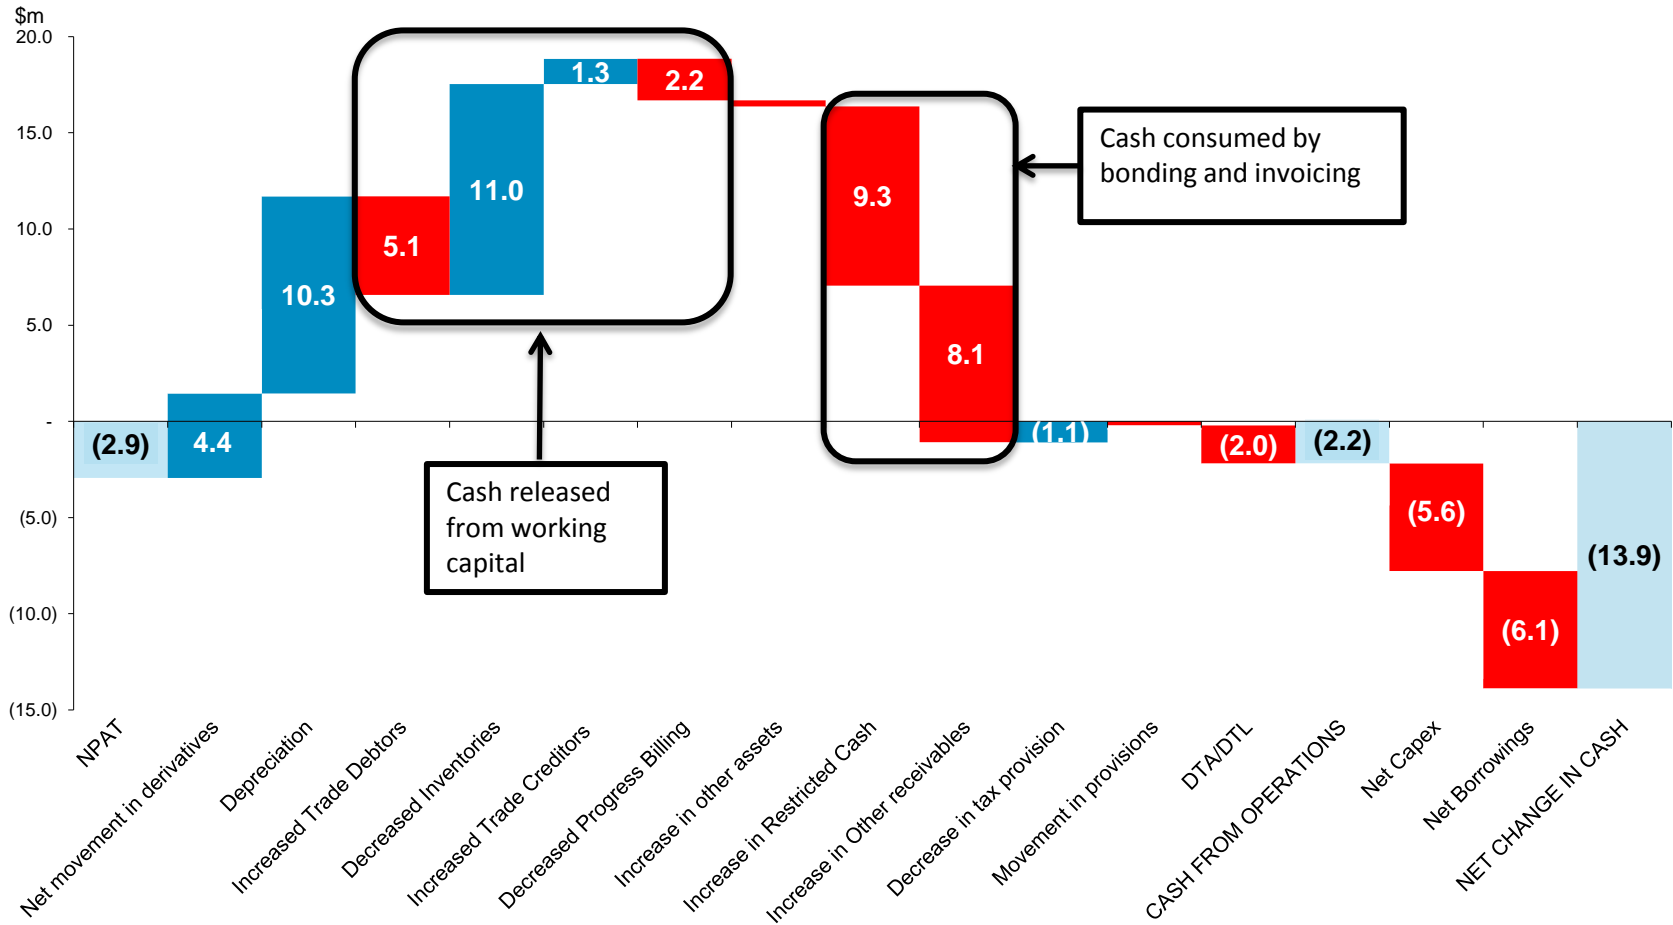 $m
20.0
15.0
10.0
5.0
-
(5.0)
(10.0)
(15.0)
(2.9)
4.4
10.3
5.1
11.0
1.3
2.2
9.3
8.1
(1.1)
(2.0)
(2.2)
(5.6)
(6.1)
(13.9)
Cash released
from working
capital
Cash consumed by
bonding and invoicing
NPAT
Net movement in derivatives
Depreciation
Increased Trade Debtors
Decreased Inventories
Increased Trade Creditors
Decreased Progress Billing
Increase in other assets
Increase in Restricted Cash
Increase in Other receivables
Decrease in tax provision
Movement in provisions
DTA/DTL
CASH FROM OPERATIONS
Net Capex
Net Borrowings
NET CHANGE IN CASH